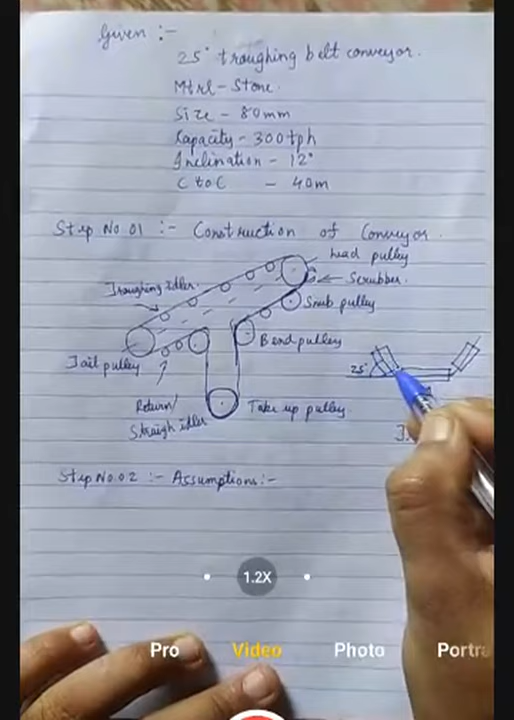 Given :-
25° troughing belt conveyor.
Mtrl - Stone.
Size - 80mm
Kapacity - 300tph
Inclination - 12°
C to C - 40m
Step No 01 :- Construction of Conveyor.
head pulley
Scrubber.
Troughing idler.
Snub pulley
Bend pulley
Tail pulley
25°
Return/
Straigh idler
Take up pulley
Step No.02 :- Assumptions:-
1.2X
Pro Video Photo Portra